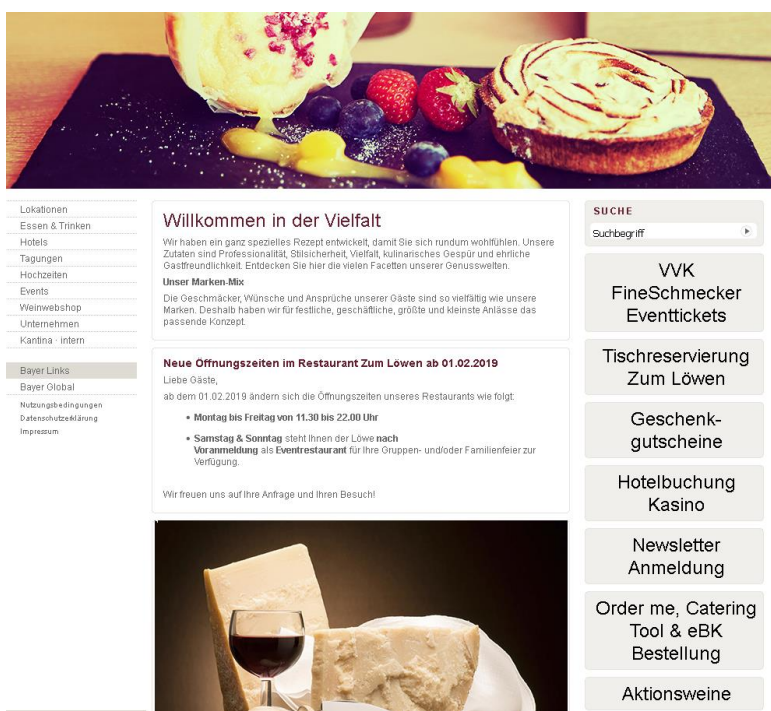 Lokationen
Essen & Trinken
Hotels
Tagungen
Hochzeiten
Events
Weinwebshop
Unternehmen
Kantina · intern
Bayer Links
Bayer Global
Nutzungsbedingungen
Datenschutzerklärung
Impressum
Willkommen in der Vielfalt
Wir haben ein ganz spezielles Rezept entwickelt, damit Sie sich rundum wohlfühlen. Unsere
Zutaten sind Professionalität, Stilsicherheit, Vielfalt, kulinarisches Gespür und ehrliche
Gastfreundlichkeit. Entdecken Sie hier die vielen Facetten unserer Genusswelten.
Unser Marken-Mix
Die Geschmäcker, Wünsche und Ansprüche unserer Gäste sind so vielfältig wie unsere
Marken. Deshalb haben wir für festliche, geschäftliche, größte und kleinste Anlässe das
passende Konzept.
Neue Öffnungszeiten im Restaurant Zum Löwen ab 01.02.2019
Liebe Gäste,
ab dem 01.02.2019 ändern sich die Öffnungszeiten unseres Restaurants wie folgt:
• Montag bis Freitag von 11.30 bis 22.00 Uhr
• Samstag & Sonntag steht Ihnen der Löwe nach
Voranmeldung als Eventrestaurant für Ihre Gruppen- und/oder Familienfeier zur
Verfügung.
Wir freuen uns auf Ihre Anfrage und Ihren Besuch!
SUCHE
Suchbegriff
VVK
FineSchmecker
Eventtickets
Tischreservierung
Zum Löwen
Geschenk-
gutscheine
Hotelbuchung
Kasino
Newsletter
Anmeldung
Order me, Catering
Tool & eBK
Bestellung
Aktionsweine